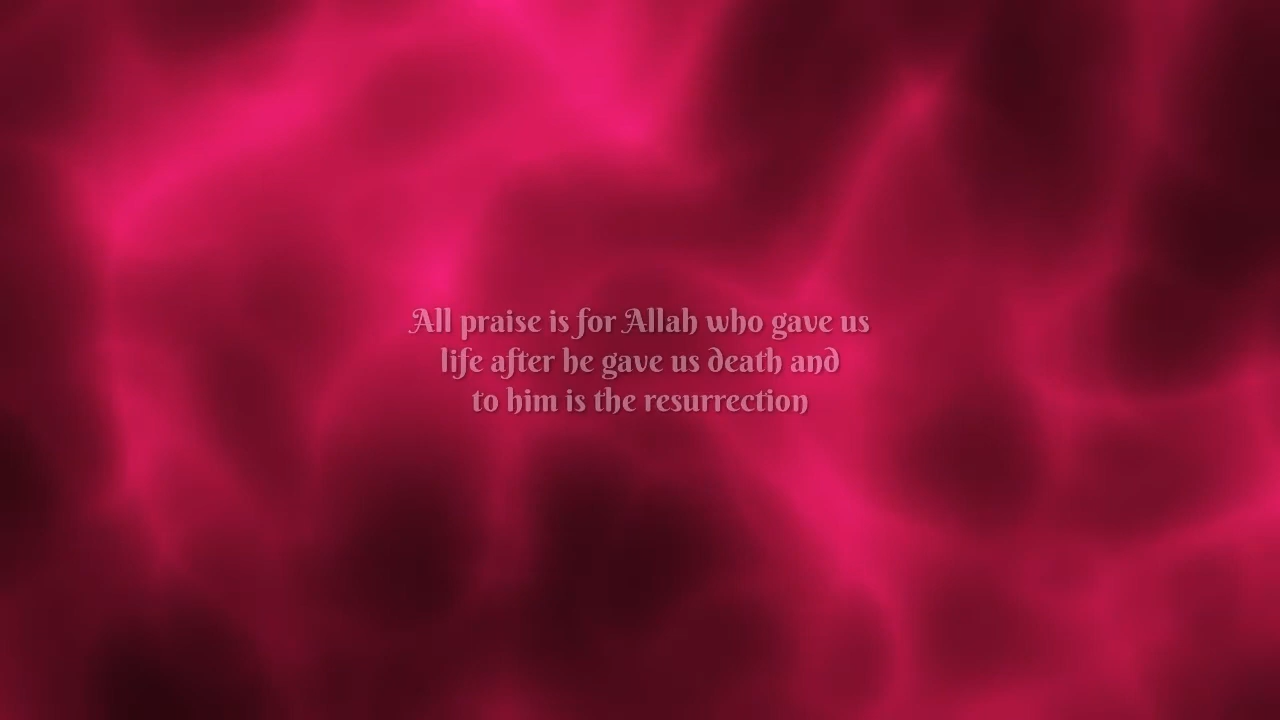 All praise is for Allah who gave us
life after he gave us death and
to him is the resurrection